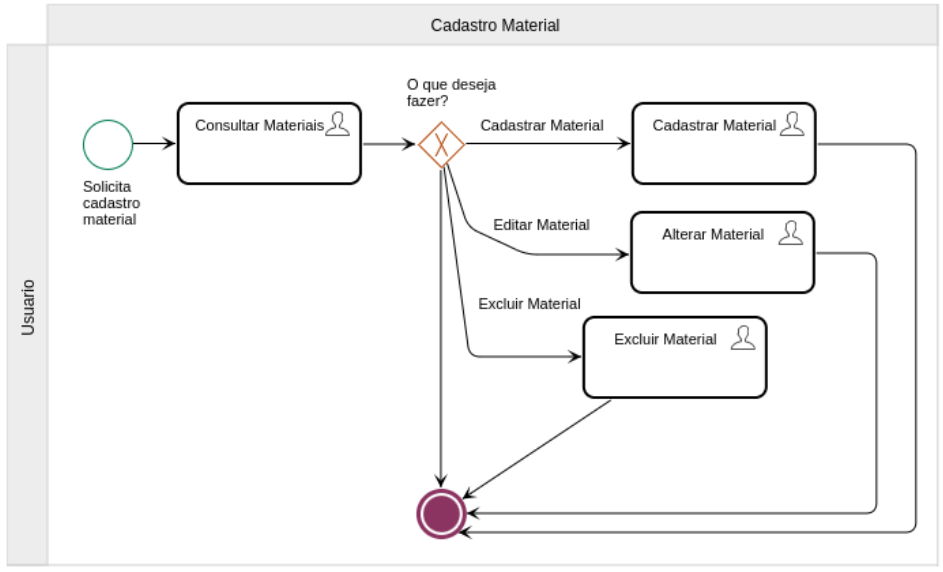 Cadastro Material
Usuario
Solicita
cadastro
material
Consultar Materiais
O que deseja
fazer?
Cadastrar Material
Cadastrar Material
Editar Material
Alterar Material
Excluir Material
Excluir Material